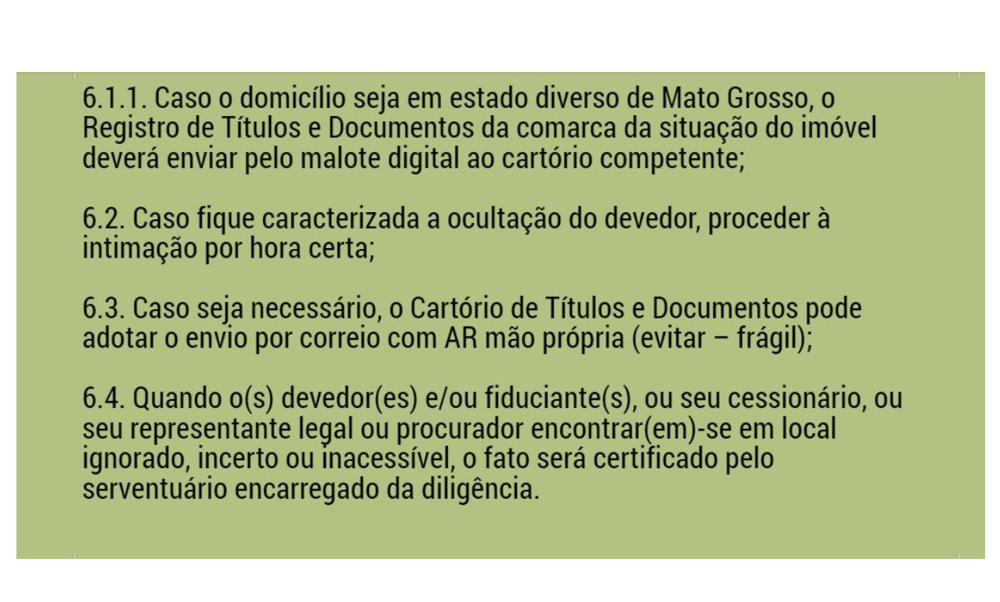 6.1.1. Caso o domicílio seja em estado diverso de Mato Grosso, o
Registro de Títulos e Documentos da comarca da situação do imóvel
deverá enviar pelo malote digital ao cartório competente;
6.2. Caso fique caracterizada a ocultação do devedor, proceder à
intimação por hora certa;
6.3. Caso seja necessário, o Cartório de Títulos e Documentos pode
adotar o envio por correio com AR mão própria (evitar – frágil);
6.4. Quando o(s) devedor(es) e/ou fiduciante(s), ou seu cessionário, ou
seu representante legal ou procurador encontrar(em)-se em local
ignorado, incerto ou inacessível, o fato será certificado pelo
serventuário encarregado da diligência.